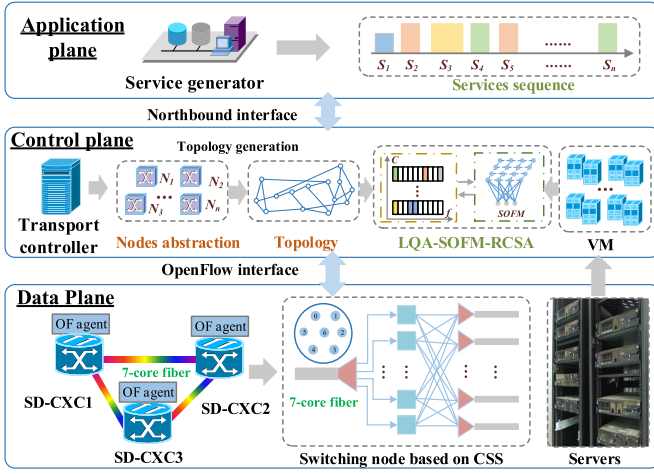 Application
plane
Service generator
S1 S2 S3 S4 S5 ...... Sn
Services sequence
Northbound interface
Control plane
Topology generation
Transport
controller
N1 N2
N3 ... Nn
Nodes abstraction
Topology
C
f
SOFM
LQA-SOFM-RCSA
...
VM
OpenFlow interface
Data Plane
OF agent
OF agent
7-core fiber
SD-CXC1
OF agent
SD-CXC2
SD-CXC3
0 1
5 6 2
4 3
7-core fiber
Switching node based on CSS
Servers